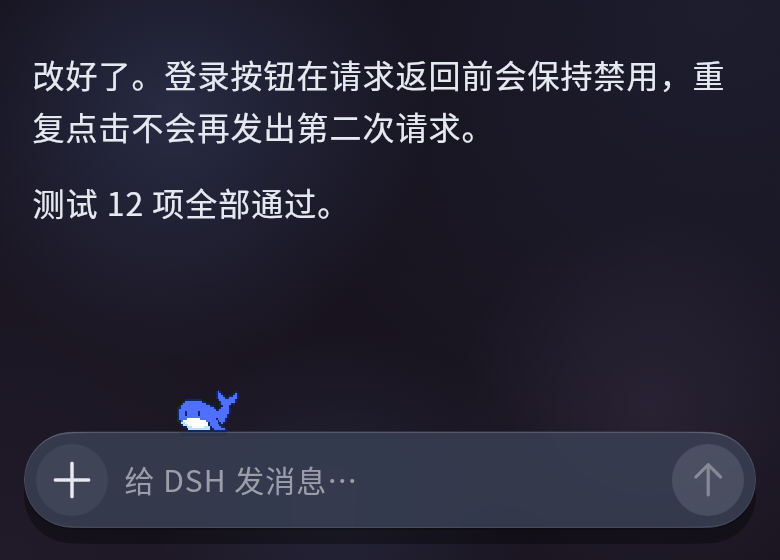 改好了。登录按钮在请求返回前会保持禁用，重
复点击不会再发出第二次请求。
测试 12 项全部通过。
给 DSH 发消息…